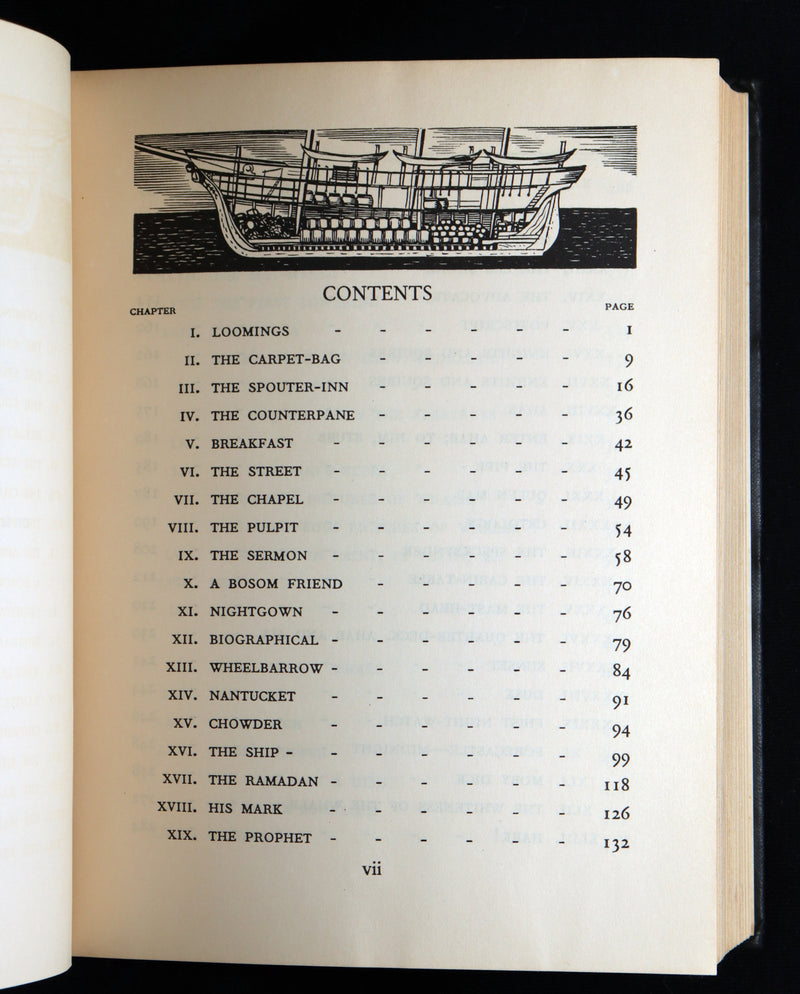 CONTENTS
CHAPTER PAGE
I. LOOMINGS - - - - - - 1
II. THE CARPET-BAG - - - - - 9
III. THE SPOUTER-INN - - - - - 16
IV. THE COUNTERPANE - - - - - 36
V. BREAKFAST - - - - - - 42
VI. THE STREET - - - - - - 45
VII. THE CHAPEL - - - - - - 49
VIII. THE PULPIT - - - - - - 54
IX. THE SERMON - - - - - 58
X. A BOSOM FRIEND - - - - - 70
XI. NIGHTGOWN - - - - - - 76
XII. BIOGRAPHICAL - - - - - - 79
XIII. WHEELBARROW - - - - - - 84
XIV. NANTUCKET - - - - - - 91
XV. CHOWDER - - - - - - 94
XVI. THE SHIP - - - - - - - 99
XVII. THE RAMADAN - - - - - - 118
XVIII. HIS MARK - - - - - - 126
XIX. THE PROPHET - - - - - - 132
vii